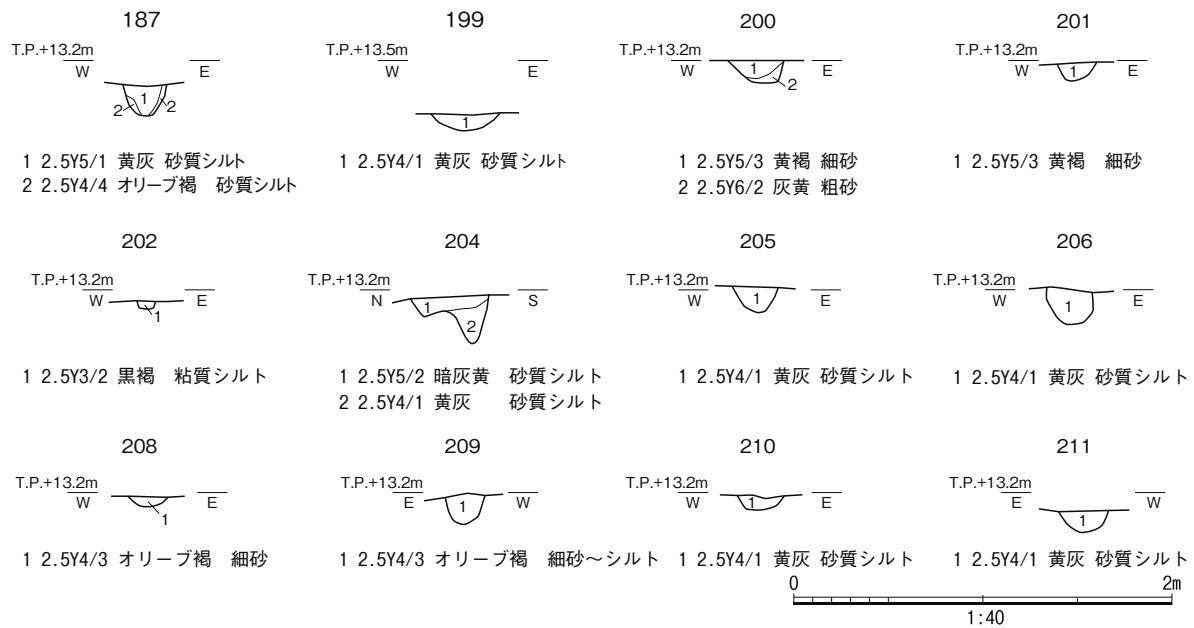 187
T.P.+13.2m
W E
1
2 2
1 2.5Y5/1 黄灰 砂質シルト
2 2.5Y4/4 オリーブ褐 砂質シルト
199
T.P.+13.5m
W E
1
1 2.5Y4/1 黄灰 砂質シルト
200
T.P.+13.2m
W E
1
2
1 2.5Y5/3 黄褐 細砂
2 2.5Y6/2 灰黄 粗砂
201
T.P.+13.2m
W E
1
1 2.5Y5/3 黄褐 細砂
202
T.P.+13.2m
W E
1
1 2.5Y3/2 黒褐 粘質シルト
204
T.P.+13.2m
N S
1
2
1 2.5Y5/2 暗灰黄 砂質シルト
2 2.5Y4/1 黄灰 砂質シルト
205
T.P.+13.2m
W E
1
1 2.5Y4/1 黄灰 砂質シルト
206
T.P.+13.2m
W E
1
1 2.5Y4/1 黄灰 砂質シルト
208
T.P.+13.2m
W E
1
1 2.5Y4/3 オリーブ褐 細砂
209
T.P.+13.2m
E W
1
1 2.5Y4/3 オリーブ褐 細砂～シルト
210
T.P.+13.2m
W E
1
1 2.5Y4/1 黄灰 砂質シルト
211
T.P.+13.2m
E W
1
1 2.5Y4/1 黄灰 砂質シルト
0 2m
1:40